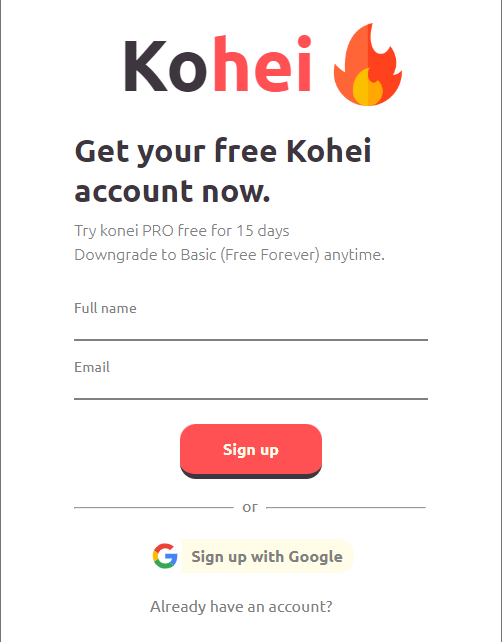 Kohei
Get your free Kohei
account now.
Try konei PRO free for 15 days
Downgrade to Basic (Free Forever) anytime.
Full name
Email
Sign up
or
Sign up with Google
Already have an account?